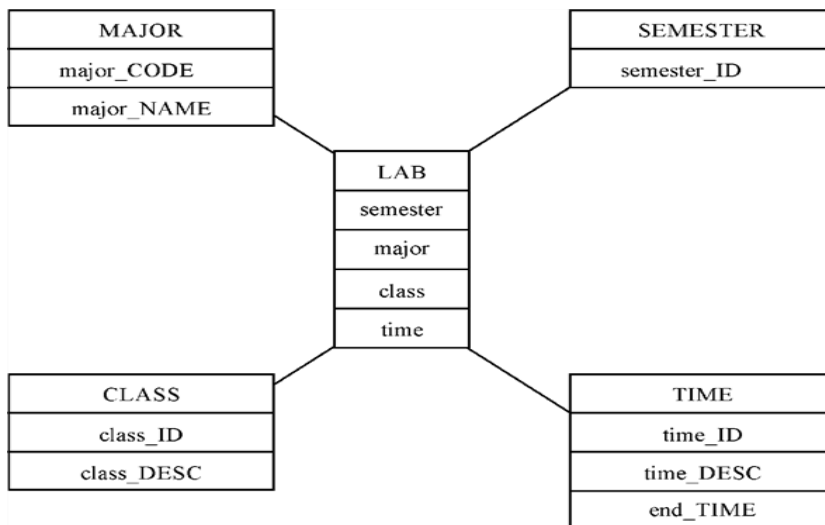 MAJOR
major_CODE
major_NAME
SEMESTER
semester_ID
LAB
semester
major
class
time
CLASS
class_ID
class_DESC
TIME
time_ID
time_DESC
end_TIME